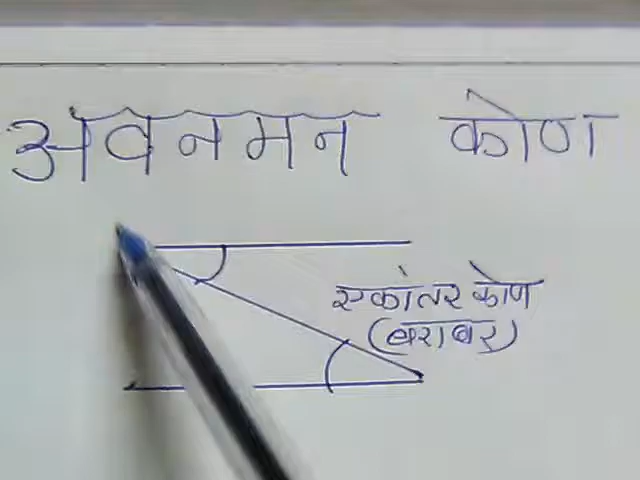 अवनमन कोण
एकांतर कोण
(बराबर)